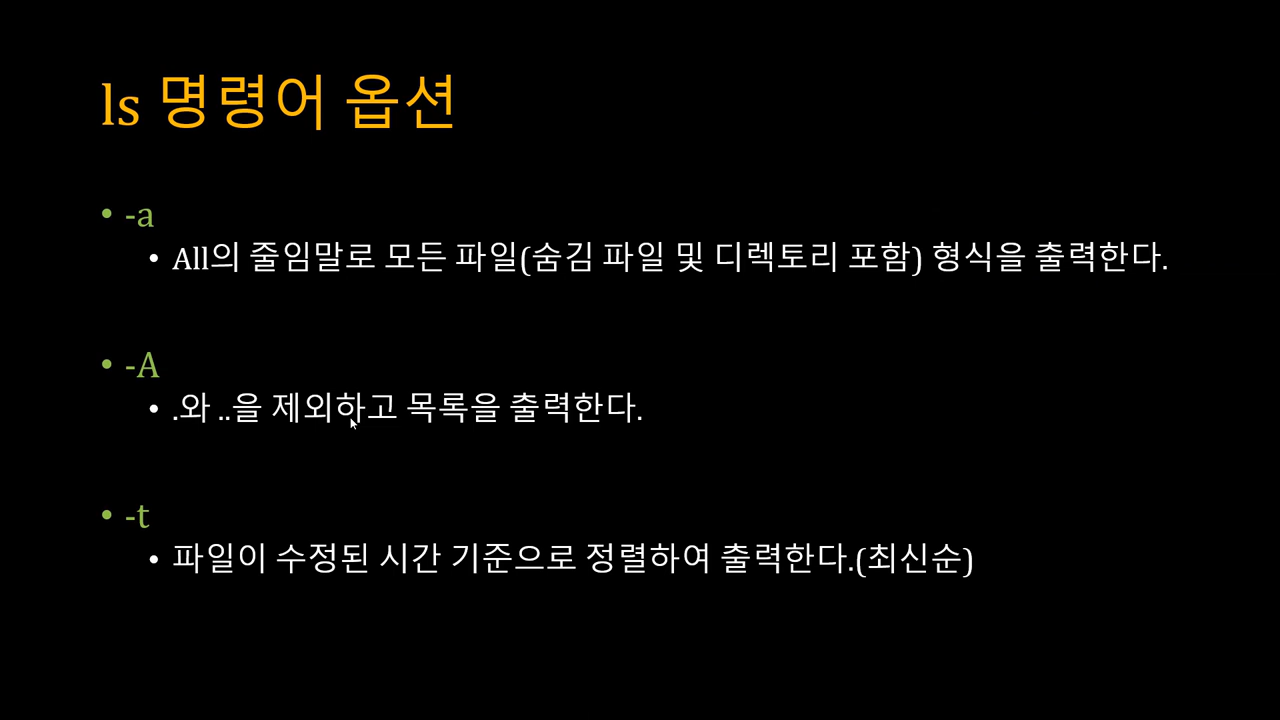 ls 명령어 옵션
• -a
• All의 줄임말로 모든 파일(숨김 파일 및 디렉토리 포함) 형식을 출력한다.
• -A
• .와 ..을 제외하고 목록을 출력한다.
• -t
• 파일이 수정된 시간 기준으로 정렬하여 출력한다.(최신순)